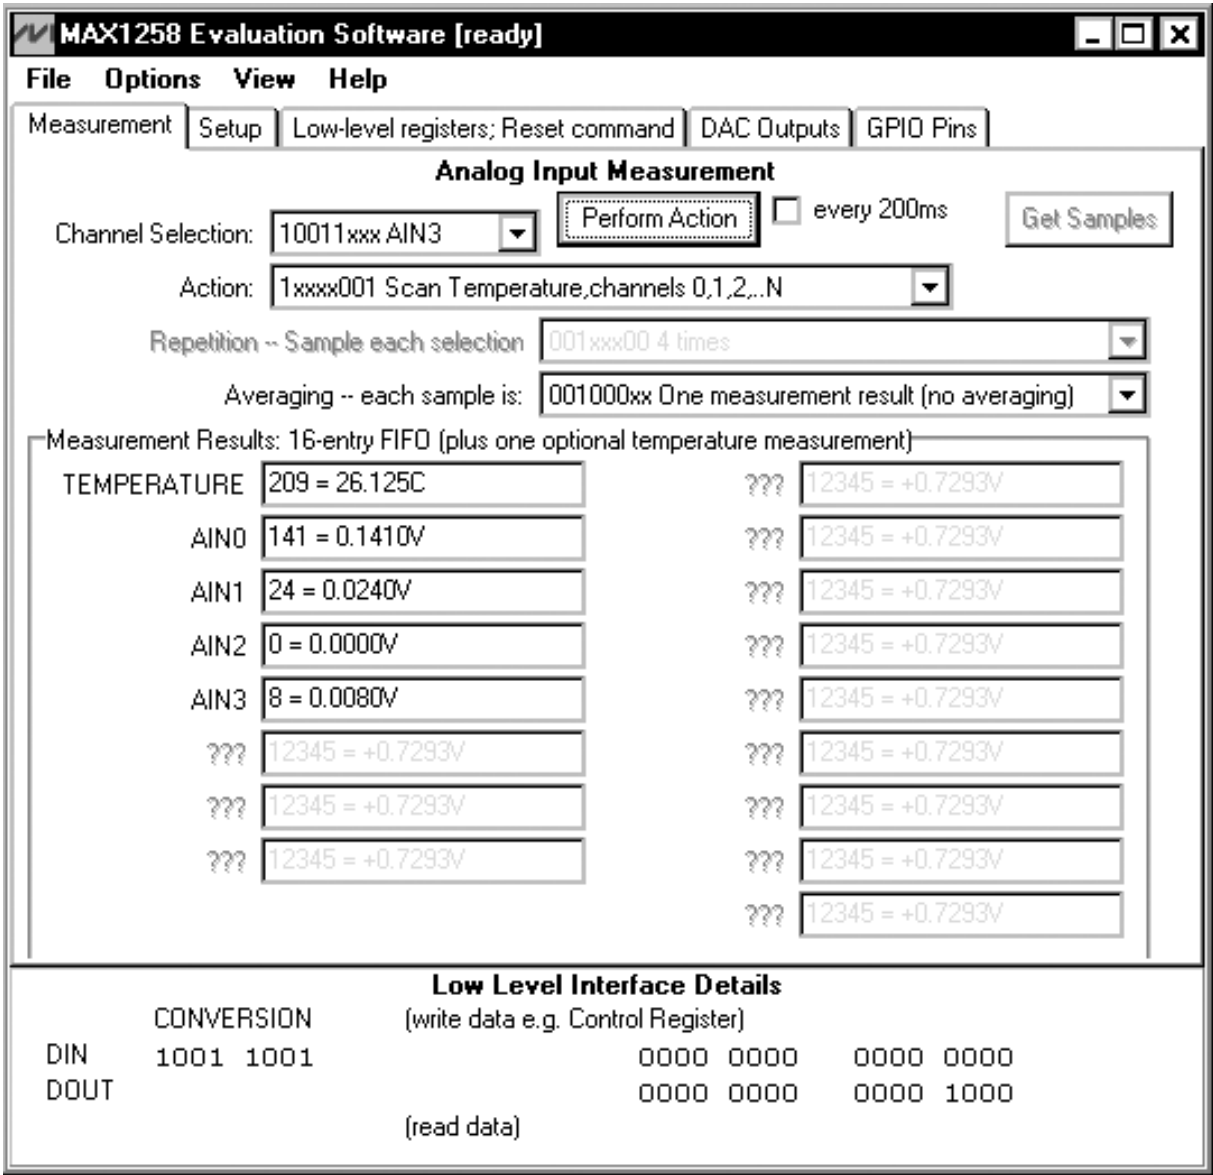 MAX1258 Evaluation Software [ready]
File Options View Help
Measurement Setup Low-level registers; Reset command DAC Outputs GPIO Pins
Analog Input Measurement
Channel Selection: 10011xxx AIN3 Perform Action every 200ms Get Samples
Action: 1xxxx001 Scan Temperature,channels 0,1,2,..N
Repetition -- Sample each selection 001xxx00 4 times
Averaging -- each sample is: 001000xx One measurement result (no averaging)
Measurement Results: 16-entry FIFO (plus one optional temperature measurement)
TEMPERATURE 209 = 26.125C ??? 12345 = +0.7293V
AIN0 141 = 0.1410V ??? 12345 = +0.7293V
AIN1 24 = 0.0240V ??? 12345 = +0.7293V
AIN2 0 = 0.0000V ??? 12345 = +0.7293V
AIN3 8 = 0.0080V ??? 12345 = +0.7293V
??? 12345 = +0.7293V ??? 12345 = +0.7293V
??? 12345 = +0.7293V ??? 12345 = +0.7293V
??? 12345 = +0.7293V ??? 12345 = +0.7293V
??? 12345 = +0.7293V
Low Level Interface Details
CONVERSION (write data e.g. Control Register)
DIN 1001 1001 0000 0000 0000 0000
DOUT 0000 0000 0000 1000
(read data)